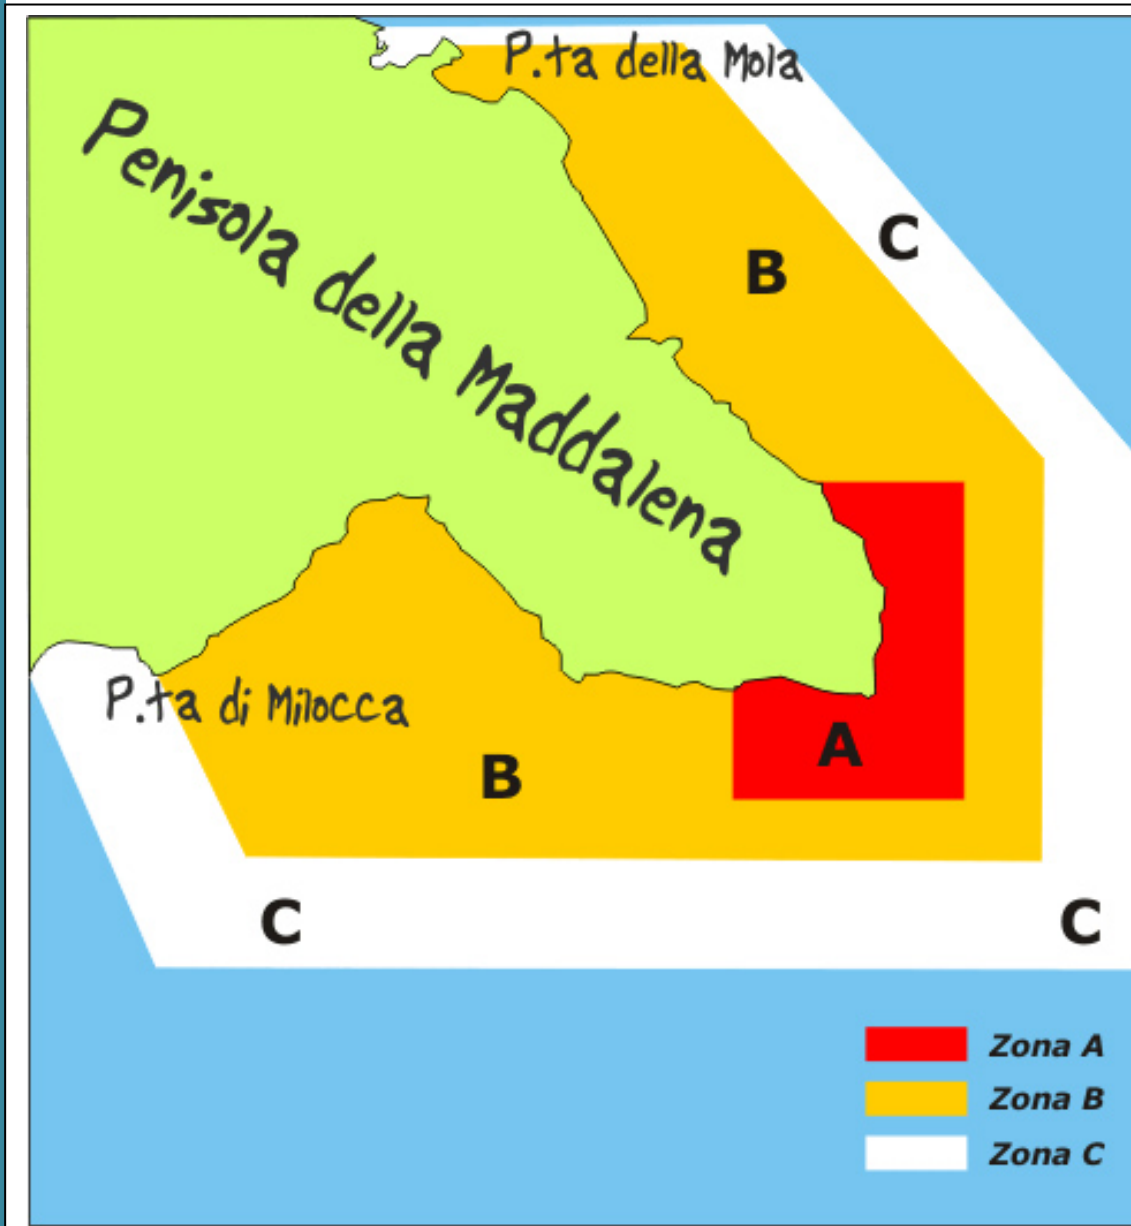 P.ta della Mola
Penisola della Maddalena
C
B
P.ta di Milocca
A
B
C
C
Zona A
Zona B
Zona C